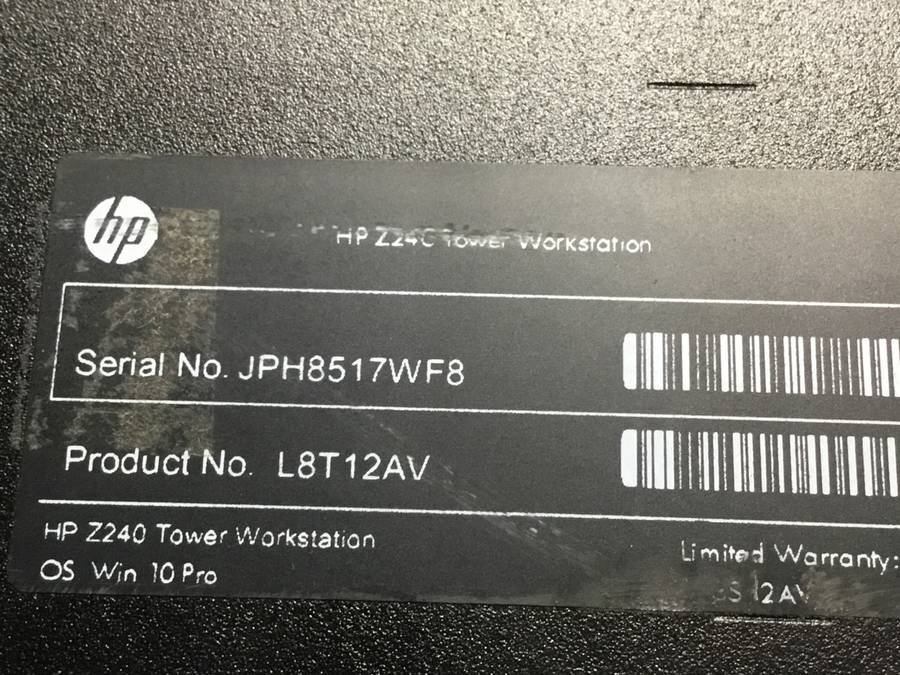 hp
HP Z240 Tower Workstation
Serial No. JPH8517WF8
Product No. L8T12AV
HP Z240 Tower Workstation
OS Win 10 Pro
Limited Warranty: